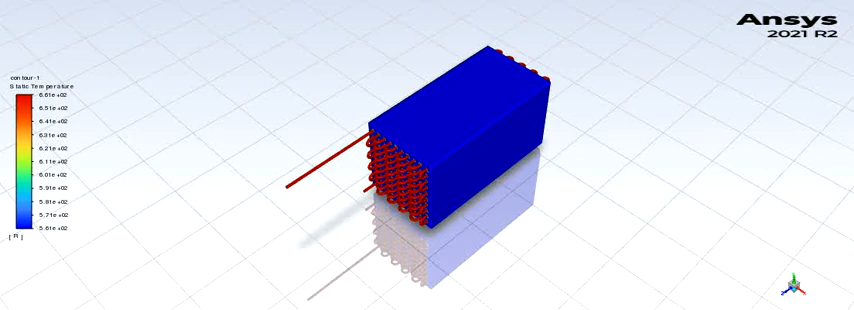 Ansys
2021 R2
contour-1
Static Temperature
6.61e+02
6.51e+02
6.41e+02
6.31e+02
6.21e+02
6.11e+02
6.01e+02
5.91e+02
5.81e+02
5.71e+02
5.61e+02